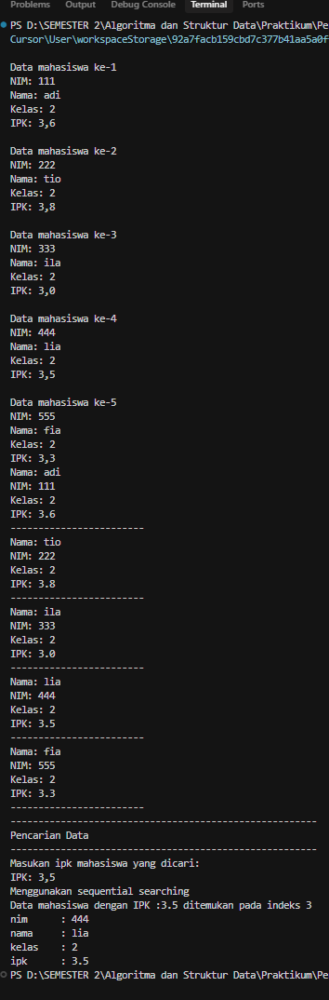 Problems Output Debug Console Terminal Ports
PS D:\SEMESTER 2\Algoritma dan Struktur Data\Praktikum\Pe
Cursor\User\workspaceStorage\92a7facb159cbd7c377b41aa5a0f
Data mahasiswa ke-1
NIM: 111
Nama: adi
Kelas: 2
IPK: 3,6
Data mahasiswa ke-2
NIM: 222
Nama: tio
Kelas: 2
IPK: 3,8
Data mahasiswa ke-3
NIM: 333
Nama: ila
Kelas: 2
IPK: 3,0
Data mahasiswa ke-4
NIM: 444
Nama: lia
Kelas: 2
IPK: 3,5
Data mahasiswa ke-5
NIM: 555
Nama: fia
Kelas: 2
IPK: 3,3
Nama: adi
NIM: 111
Kelas: 2
IPK: 3.6
------------------------
Nama: tio
NIM: 222
Kelas: 2
IPK: 3.8
------------------------
Nama: ila
NIM: 333
Kelas: 2
IPK: 3.0
------------------------
Nama: lia
NIM: 444
Kelas: 2
IPK: 3.5
------------------------
Nama: fia
NIM: 555
Kelas: 2
IPK: 3.3
------------------------
-------------------------------------------------------
Pencarian Data
-------------------------------------------------------
Masukan ipk mahasiswa yang dicari:
IPK: 3,5
Menggunakan sequential searching
Data mahasiswa dengan IPK :3.5 ditemukan pada indeks 3
nim : 444
nama : lia
kelas : 2
ipk : 3.5
PS D:\SEMESTER 2\Algoritma dan Struktur Data\Praktikum\Pe